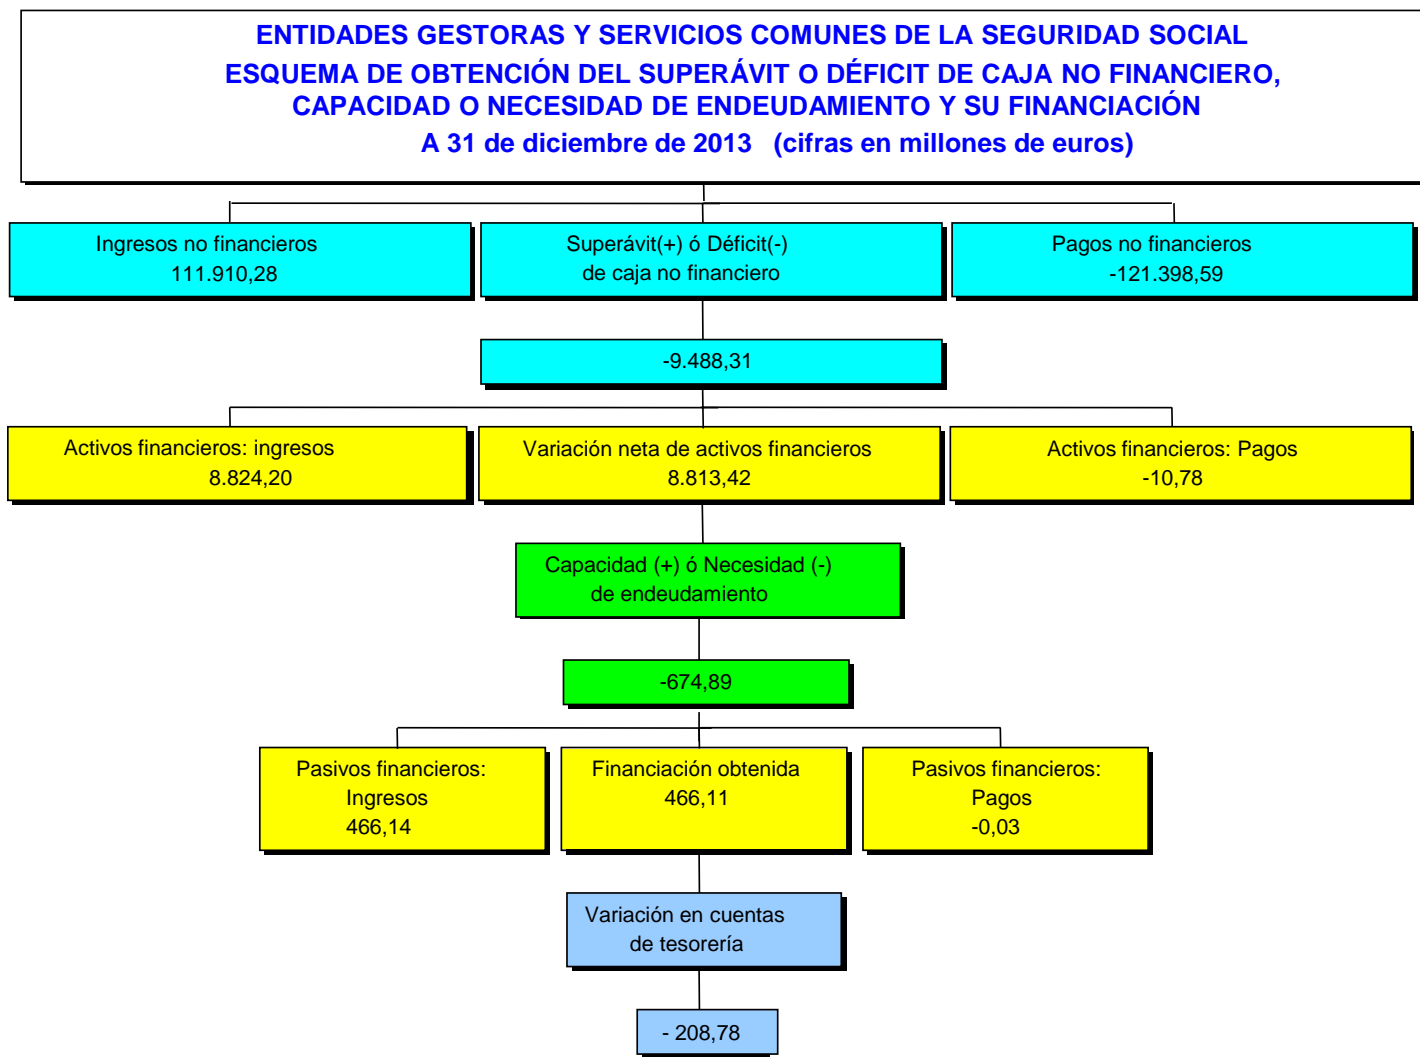 ENTIDADES GESTORAS Y SERVICIOS COMUNES DE LA SEGURIDAD SOCIAL
ESQUEMA DE OBTENCIÓN DEL SUPERÁVIT O DÉFICIT DE CAJA NO FINANCIERO,
CAPACIDAD O NECESIDAD DE ENDEUDAMIENTO Y SU FINANCIACIÓN
A 31 de diciembre de 2013 (cifras en millones de euros)
Ingresos no financieros
111.910,28
Superávit(+) ó Déficit(-)
de caja no financiero
Pagos no financieros
-121.398,59
-9.488,31
Activos financieros: ingresos
8.824,20
Variación neta de activos financieros
8.813,42
Activos financieros: Pagos
-10,78
Capacidad (+) ó Necesidad (-)
de endeudamiento
-674,89
Pasivos financieros:
Ingresos
466,14
Financiación obtenida
466,11
Pasivos financieros:
Pagos
-0,03
Variación en cuentas
de tesorería
- 208,78